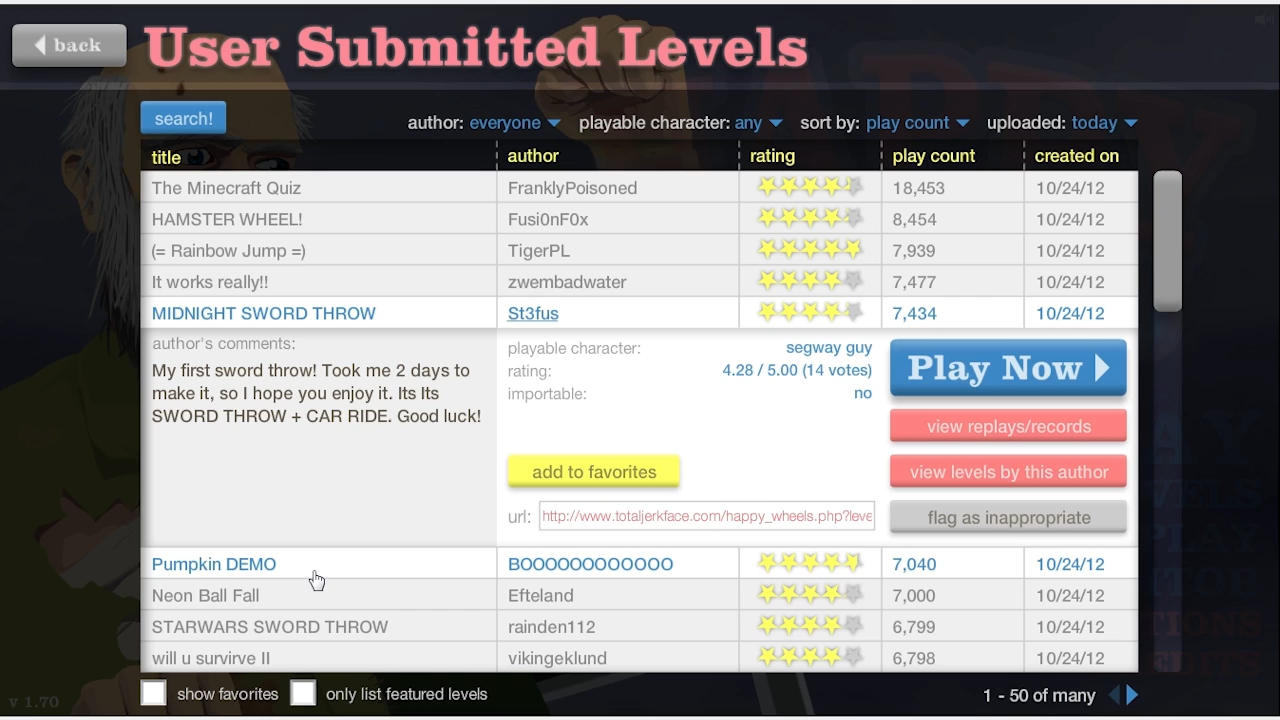 back
User Submitted Levels
search!
author: everyone playable character: any sort by: play count uploaded: today
title author rating play count created on
The Minecraft Quiz FranklyPoisoned 18,453 10/24/12
HAMSTER WHEEL! Fusi0nF0x 8,454 10/24/12
(= Rainbow Jump =) TigerPL 7,939 10/24/12
It works really!! zwembadwater 7,477 10/24/12
MIDNIGHT SWORD THROW St3fus 7,434 10/24/12
author's comments:
My first sword throw! Took me 2 days to
make it, so I hope you enjoy it. Its Its
SWORD THROW + CAR RIDE. Good luck!
playable character: segway guy
rating: 4.28 / 5.00 (14 votes)
importable: no
add to favorites
url: http://www.totaljerkface.com/happy_wheels.php?leve
Play Now
view replays/records
view levels by this author
flag as inappropriate
Pumpkin DEMO BOOOOOOOOOOOO 7,040 10/24/12
Neon Ball Fall Efteland 7,000 10/24/12
STARWARS SWORD THROW rainden112 6,799 10/24/12
will u survirve II vikingeklund 6,798 10/24/12
show favorites only list featured levels 1 - 50 of many
v 1.70